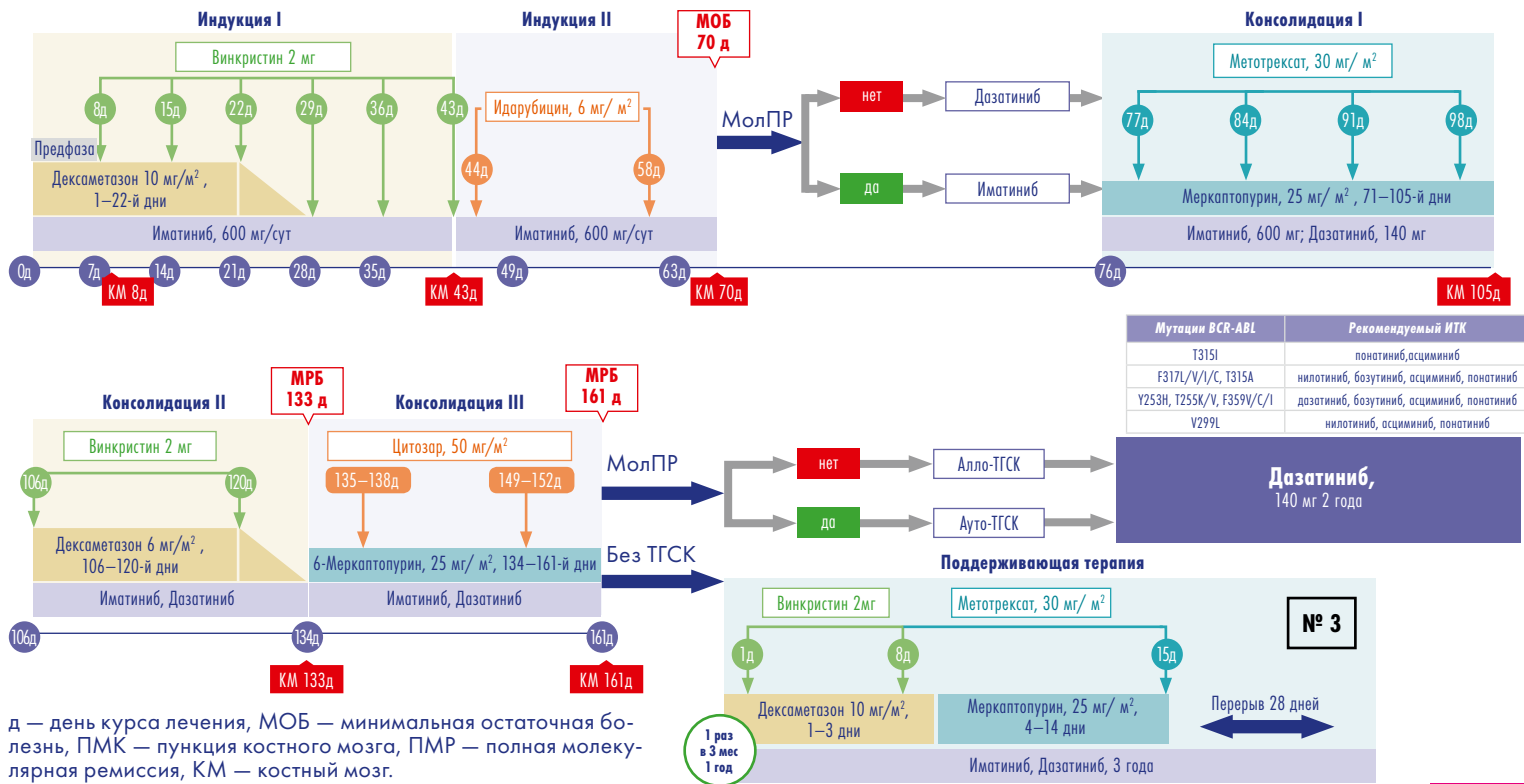 Индукция I
Индукция II
МОБ
70 д
Консолидация I
Винкристин 2 мг
8д
15д
22д
29д
36д
43д
Идарубицин, 6 мг/ м²
44д
58д
Предфаза
Дексаметазон 10 мг/м² ,
1–22-й дни
Иматиниб, 600 мг/сут
Иматиниб, 600 мг/сут
МолПР
нет
Дазатиниб
да
Иматиниб
Метотрексат, 30 мг/ м²
77д
84д
91д
98д
Меркаптопурин, 25 мг/ м² , 71–105-й дни
Иматиниб, 600 мг; Дазатиниб, 140 мг
0д
7д
14д
21д
28д
35д
49д
63д
76д
КМ 8д
КМ 43д
КМ 70д
КМ 105д
Мутации BCR-ABL
Рекомендуемый ИТК
T315I
понатиниб,асциминиб
F317L/V/I/C, T315A
нилотиниб, бозутиниб, асциминиб, понатиниб
Y253H, T255K/V, F359V/C/I
дазатиниб, бозутиниб, асциминиб, понатиниб
V299L
нилотиниб, асциминиб, понатиниб
Консолидация II
МРБ
133 д
Консолидация III
МРБ
161 д
Винкристин 2 мг
106д
120д
Дексаметазон 6 мг/м² ,
106–120-й дни
Иматиниб, Дазатиниб
Цитозар, 50 мг/м²
135–138д
149–152д
6-Меркаптопурин, 25 мг/ м², 134–161-й дни
Иматиниб, Дазатиниб
106д
134д
161д
КМ 133д
КМ 161д
МолПР
нет
Алло-ТГСК
да
Ауто-ТГСК
Дазатиниб,
140 мг 2 года
Без ТГСК
Поддерживающая терапия
Винкристин 2мг
Метотрексат, 30 мг/ м²
№ 3
1д
8д
15д
Дексаметазон 10 мг/м²,
1–3 дни
Меркаптопурин, 25 мг/ м²,
4–14 дни
Перерыв 28 дней
1 раз
в 3 мес
1 год
Иматиниб, Дазатиниб, 3 года
д — день курса лечения, МОБ — минимальная остаточная бо-
лезнь, ПМК — пункция костного мозга, ПМР — полная молеку-
лярная ремиссия, КМ — костный мозг.